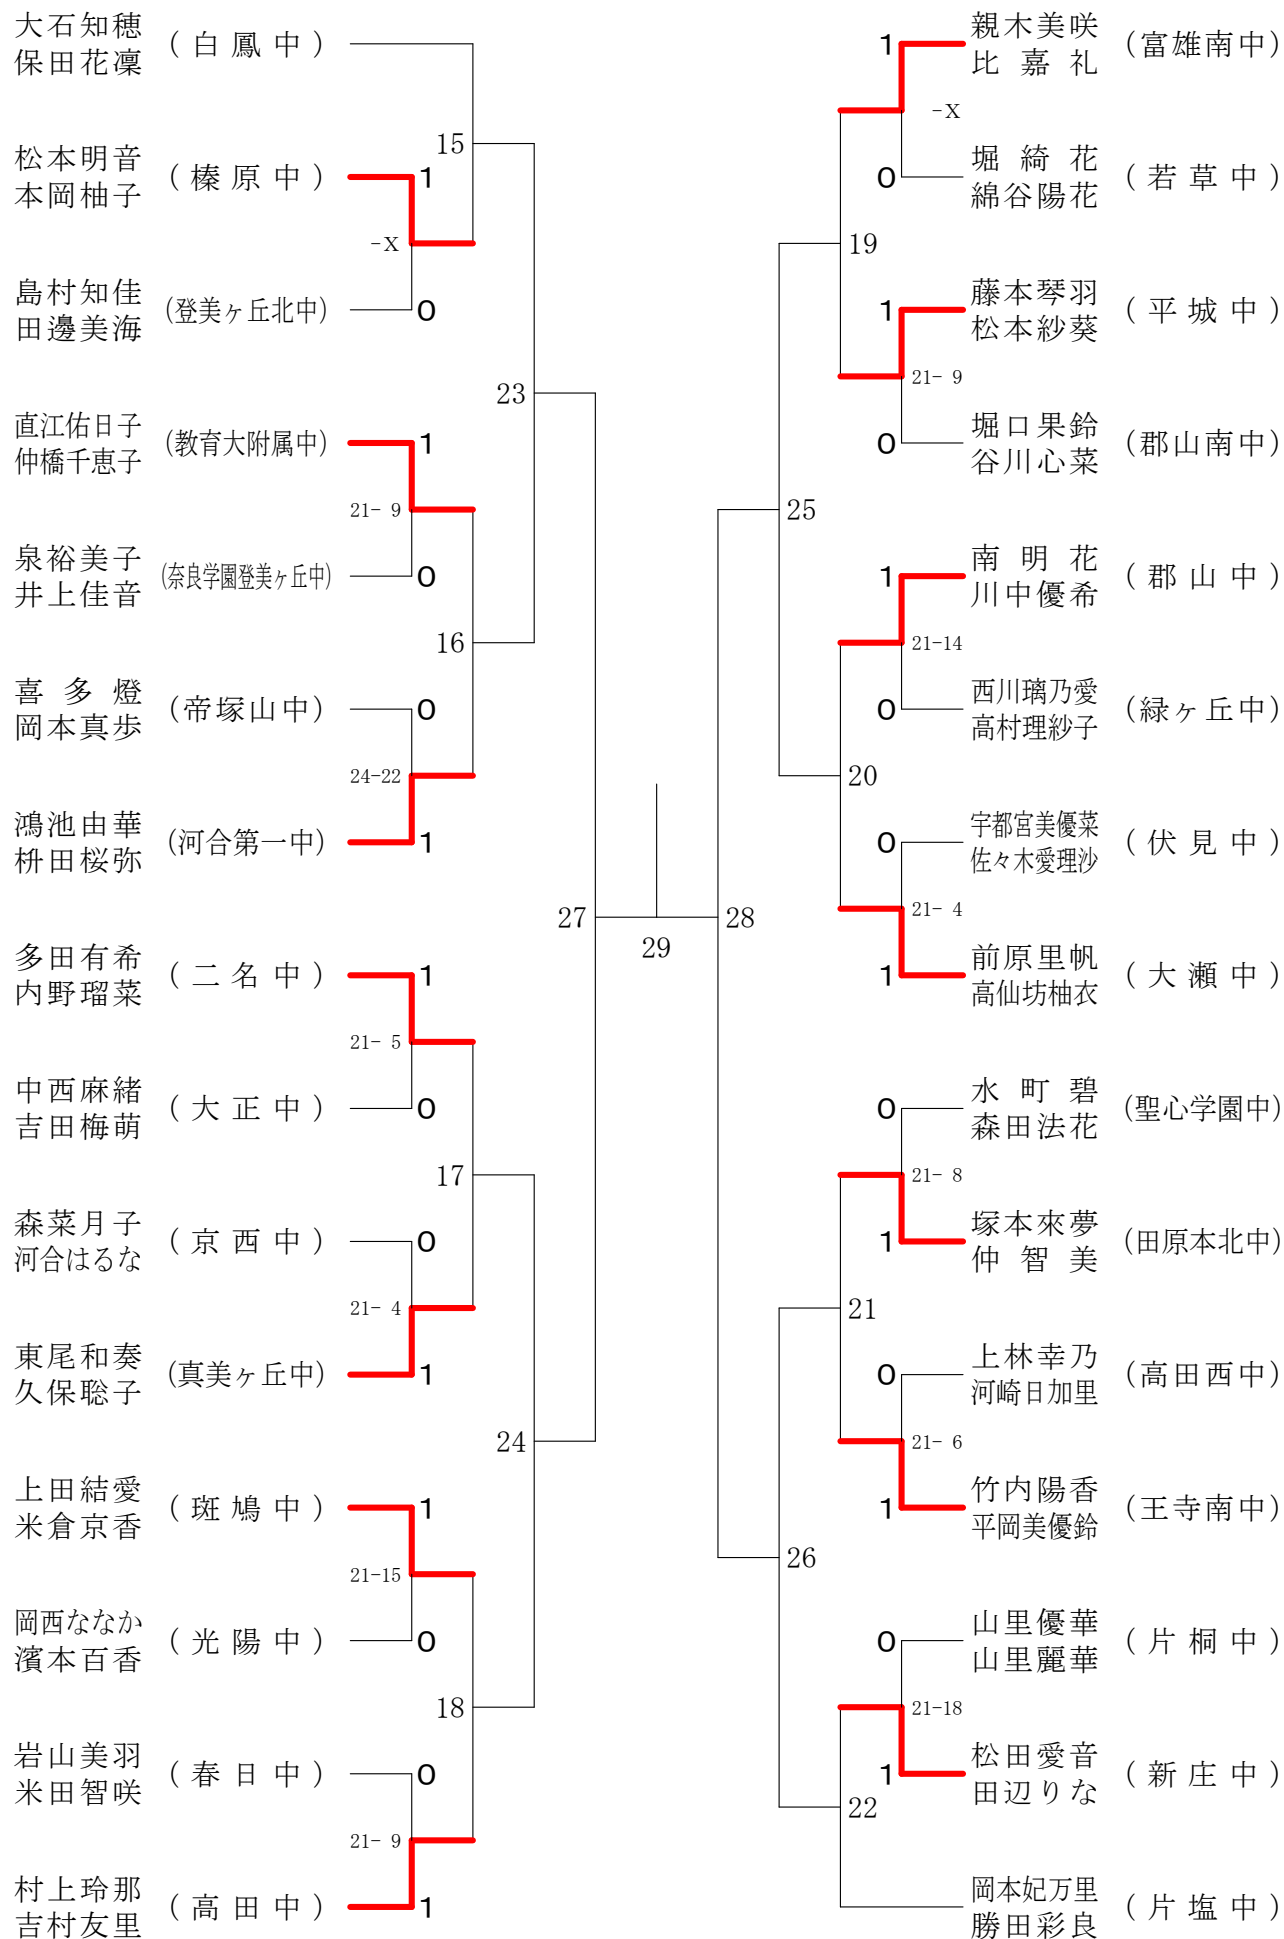 大石知穂
保田花凜
(白鳳中)
15
松本明音
本岡柚子
(榛原中)
1
-X
島村知佳
田邊美海
(登美ヶ丘北中)
0
23
直江佑日子
仲橋千恵子
(教育大附属中)
1
21- 9
泉裕美子
井上佳音
(奈良学園登美ヶ丘中)
0
16
喜多燈
岡本真歩
(帝塚山中)
0
24-22
鴻池由華
枡田桜弥
(河合第一中)
1
27
多田有希
内野瑠菜
(二名中)
1
21- 5
中西麻緒
吉田梅萌
(大正中)
0
17
森菜月子
河合はるな
(京西中)
0
21- 4
東尾和奏
久保聡子
(真美ヶ丘中)
1
24
上田結愛
米倉京香
(斑鳩中)
1
21-15
岡西ななか
濱本百香
(光陽中)
0
18
岩山美羽
米田智咲
(春日中)
0
21- 9
村上玲那
吉村友里
(高田中)
1
29
1
親木美咲
比嘉礼
(富雄南中)
-X
0
堀綺花
綿谷陽花
(若草中)
19
1
藤本琴羽
松本紗葵
(平城中)
21- 9
0
堀口果鈴
谷川心菜
(郡山南中)
25
1
南明花
川中優希
(郡山中)
21-14
0
西川璃乃愛
高村理紗子
(緑ヶ丘中)
20
0
宇都宮美優菜
佐々木愛理沙
(伏見中)
21- 4
1
前原里帆
高仙坊柚衣
(大瀬中)
28
0
水町碧
森田法花
(聖心学園中)
21- 8
1
塚本來夢
仲智美
(田原本北中)
21
0
上林幸乃
河崎日加里
(高田西中)
21- 6
1
竹内陽香
平岡美優鈴
(王寺南中)
26
0
山里優華
山里麗華
(片桐中)
21-18
1
松田愛音
田辺りな
(新庄中)
22
岡本妃万里
勝田彩良
(片塩中)